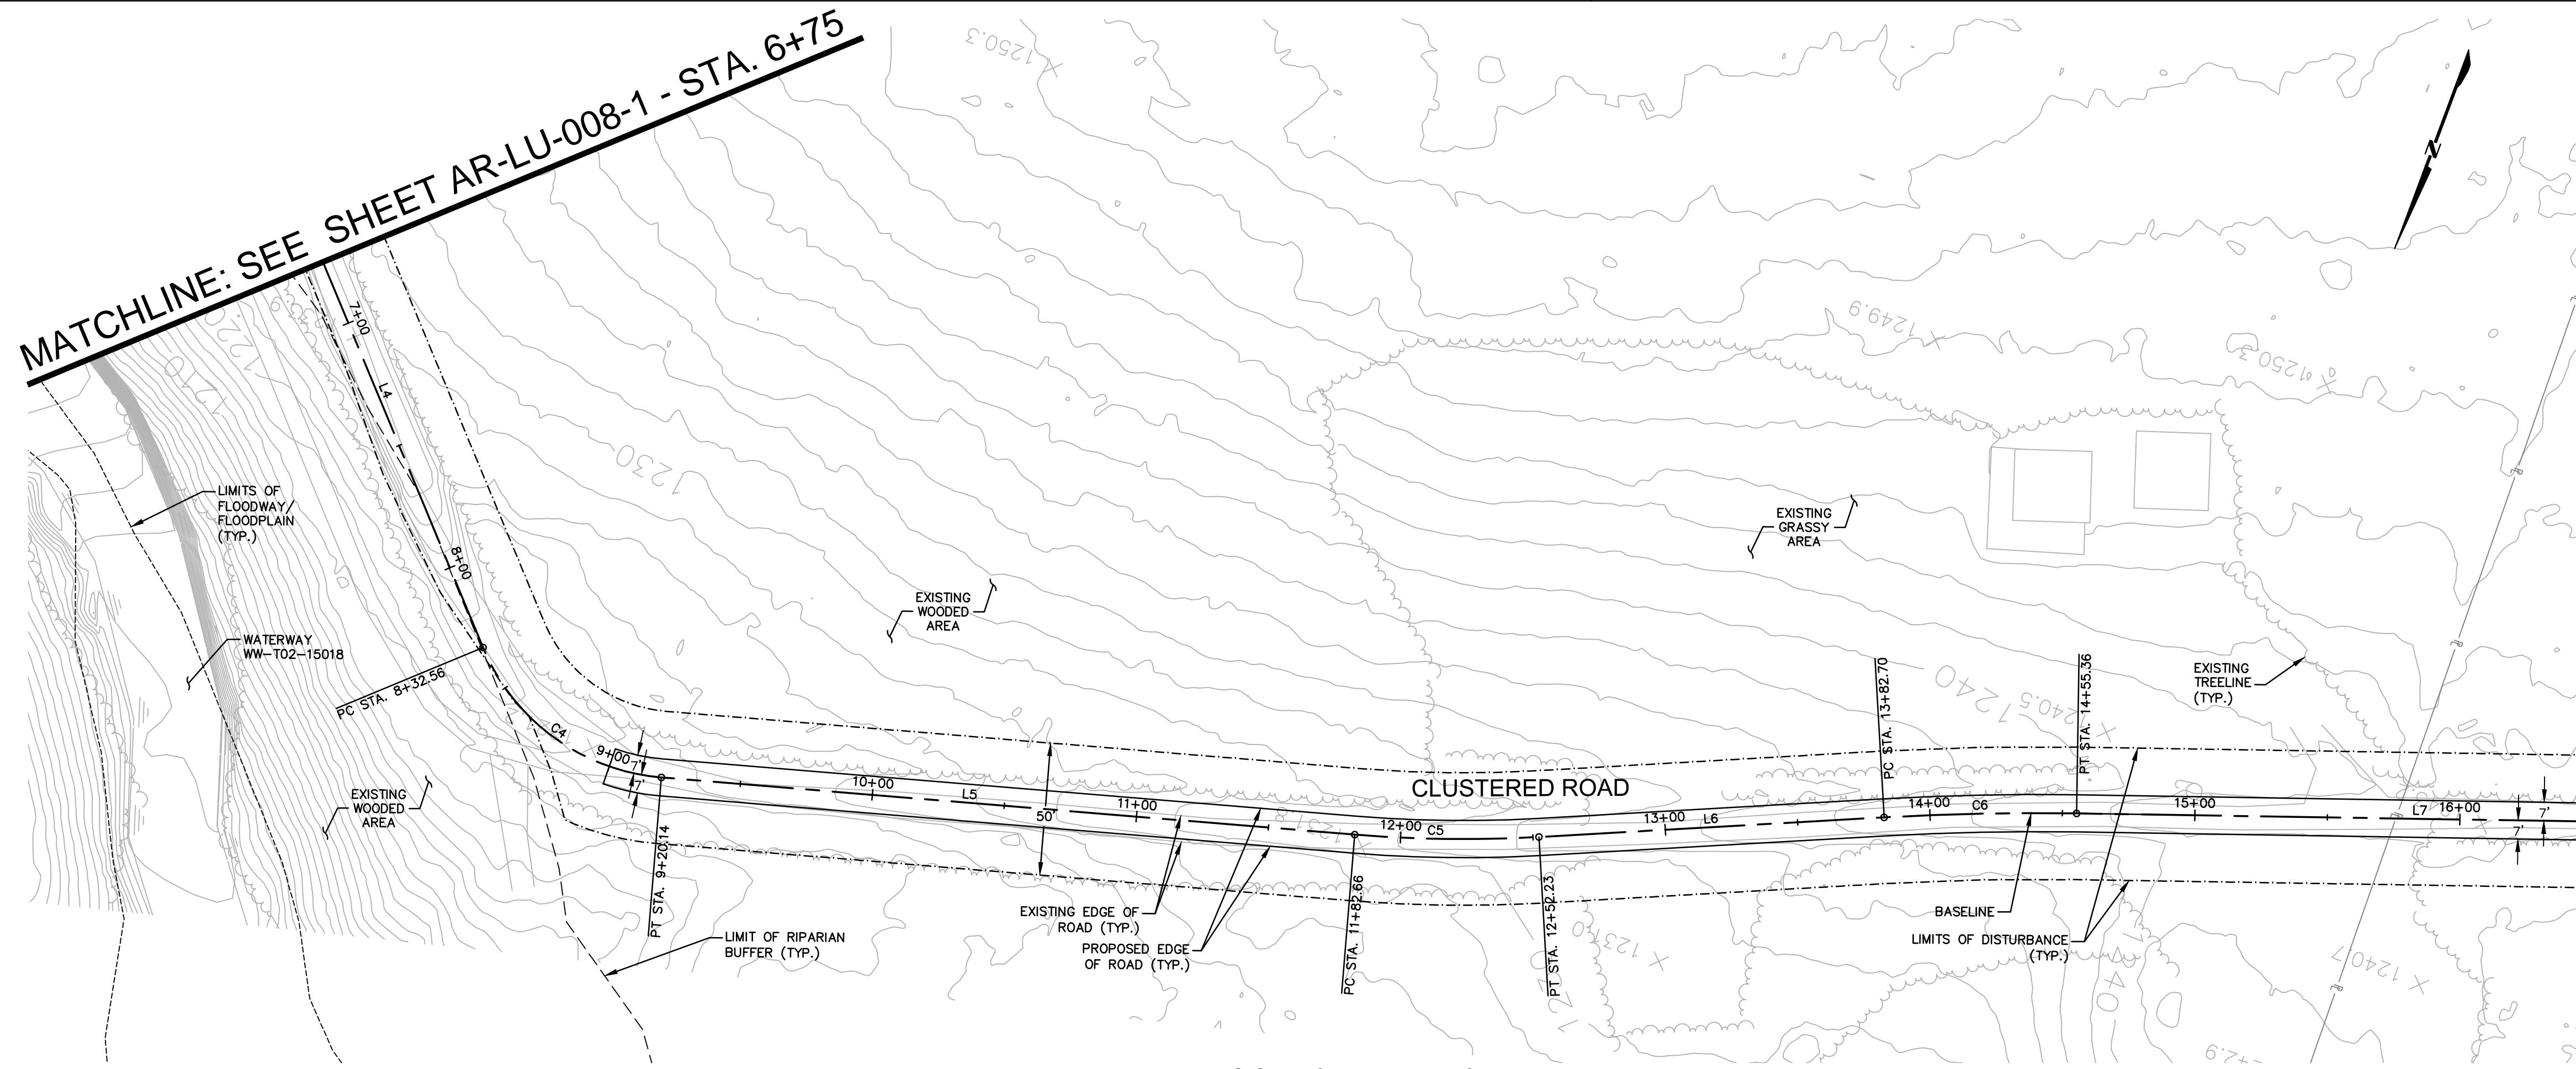 MATCHLINE: SEE SHEET AR-LU-008-1 - STA. 6+75
N
1250.3
1249.9
1250.3
7+00
L4
8+00
1220
1230
LIMITS OF
FLOODWAY/
FLOODPLAIN
(TYP.)
WATERWAY
WW-T02-15018
PC STA. 8+32.56
C4
EXISTING
WOODED
AREA
EXISTING
WOODED
AREA
EXISTING
GRASSY
AREA
EXISTING
TREELINE
(TYP.)
9+00
7'
7'
PT STA. 9+20.14
10+00
L5
50'
11+00
CLUSTERED ROAD
12+00
C5
13+00
L6
PC STA. 13+82.70
14+00
C6
PT STA. 14+55.36
15+00
L7
16+00
7'
7'
1240
1240.5
1231.8
PC STA. 11+82.66
PT STA. 12+52.23
EXISTING EDGE OF
ROAD (TYP.)
PROPOSED EDGE
OF ROAD (TYP.)
LIMIT OF RIPARIAN
BUFFER (TYP.)
BASELINE
LIMITS OF DISTURBANCE
(TYP.)
1237.0
1240
1240.7